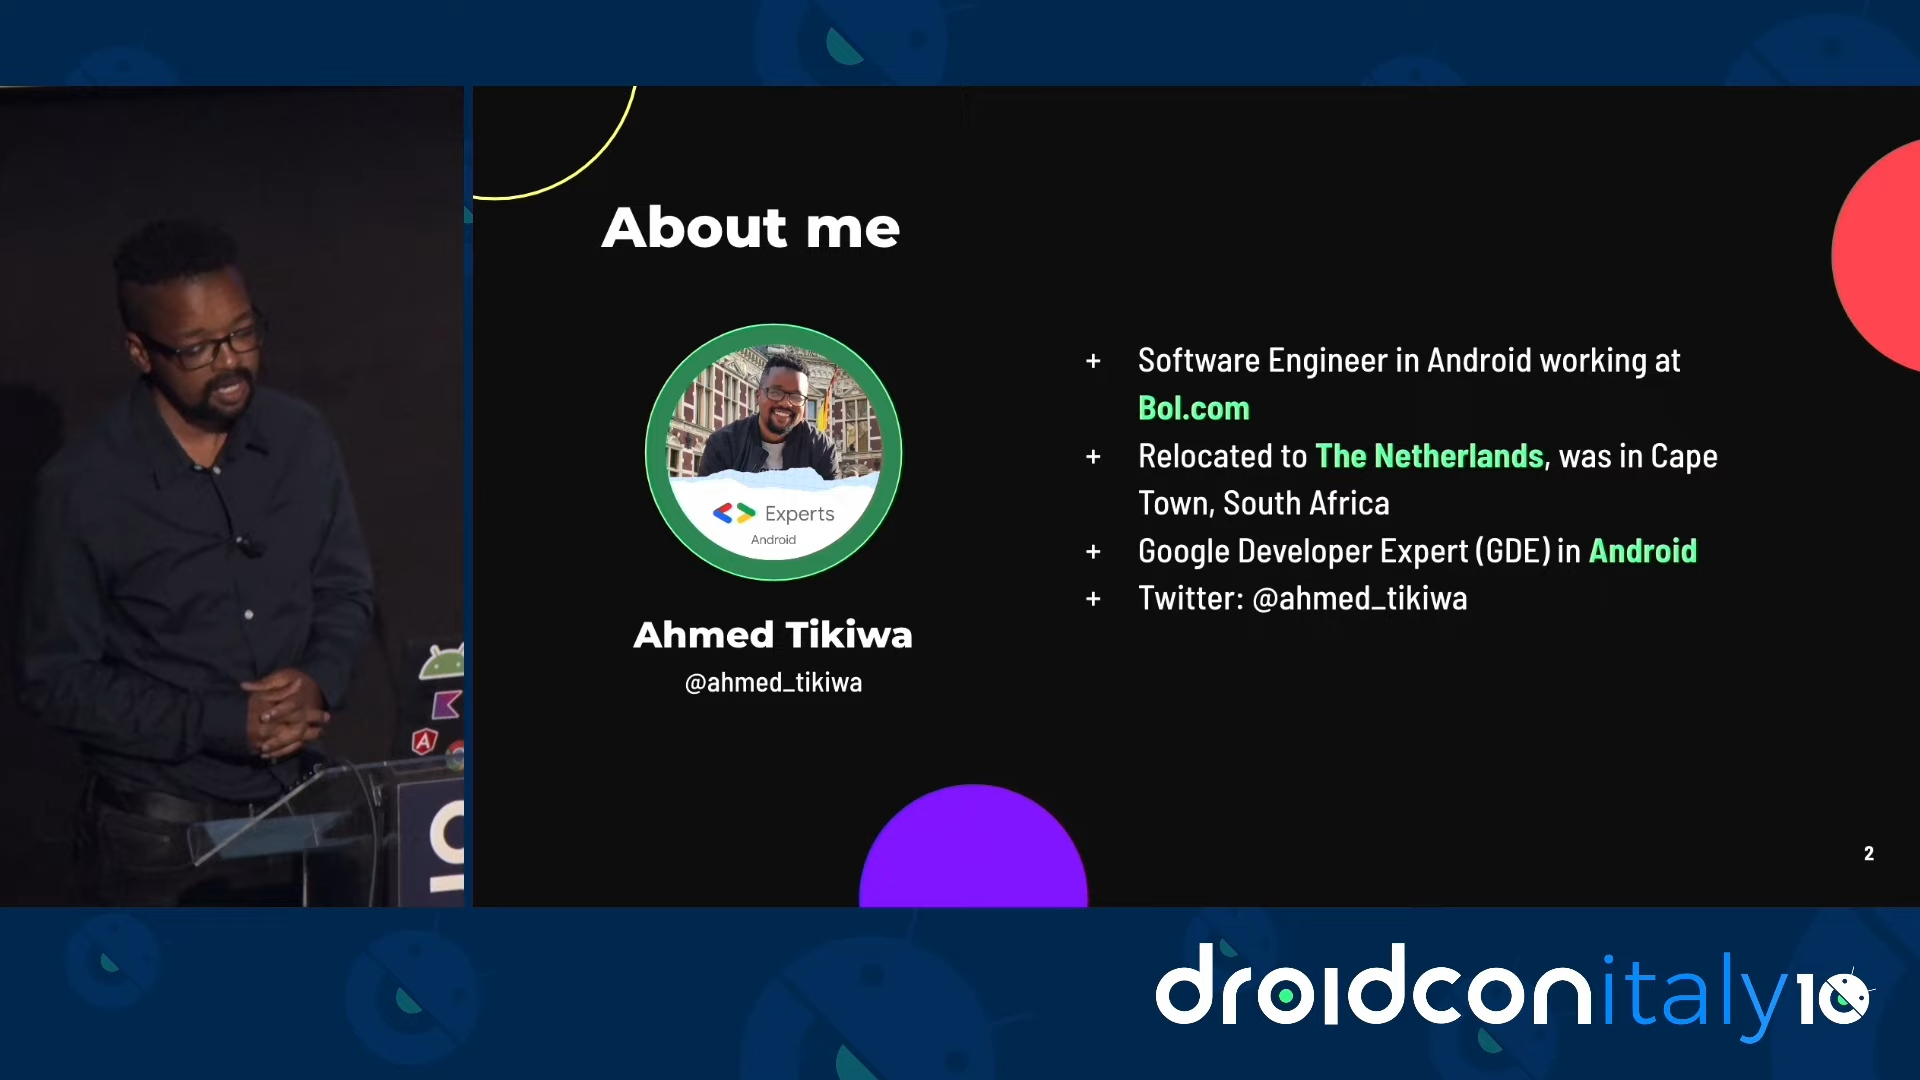 About me
Experts
Android
Ahmed Tikiwa
@ahmed_tikiwa
+ Software Engineer in Android working at
Bol.com
+ Relocated to The Netherlands, was in Cape
Town, South Africa
+ Google Developer Expert (GDE) in Android
+ Twitter: @ahmed_tikiwa
2
droidconitaly10